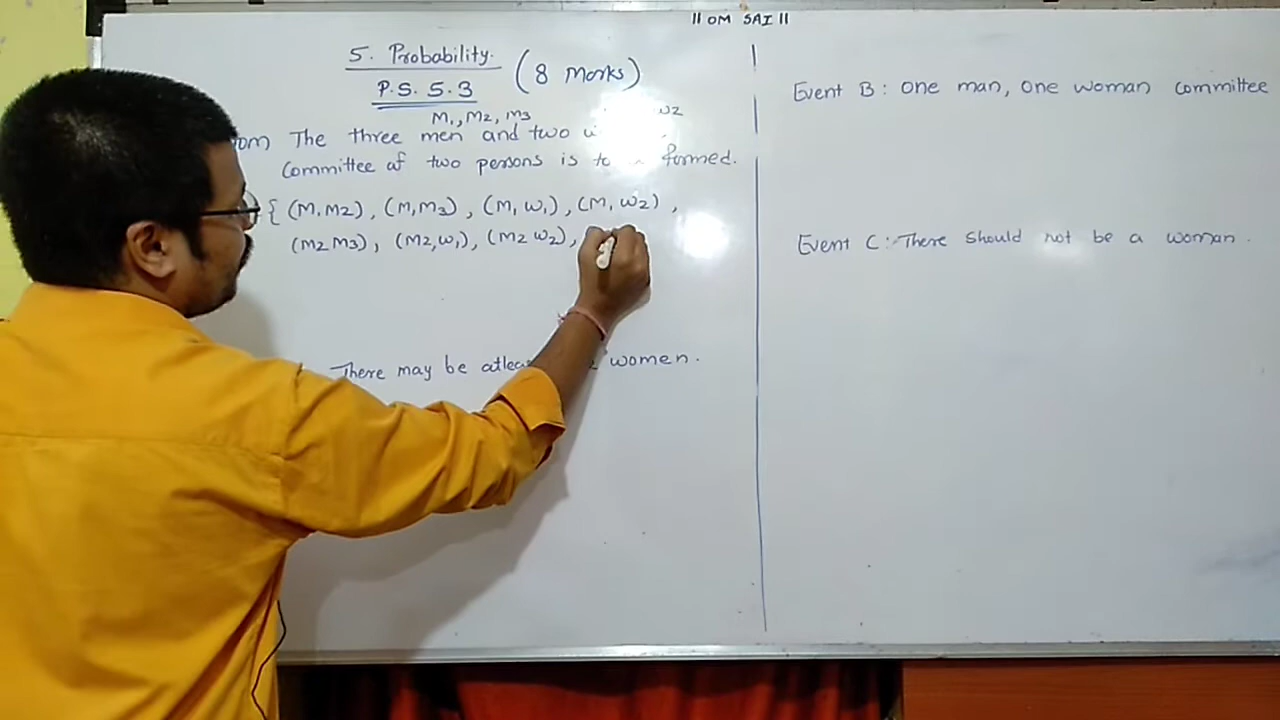 || OM SAI ||
5. Probability.
P.S. 5.3 (8 Marks)
M1, M2, M3 W2
The three men and two
Committee of two persons is to formed.
{ (M1 M2), (M1 M3), (M1 W1), (M1 W2),
(M2 M3), (M2, W1), (M2 W2),
There may be women.
Event B: One man, One woman Committee
Event C: There should not be a woman.